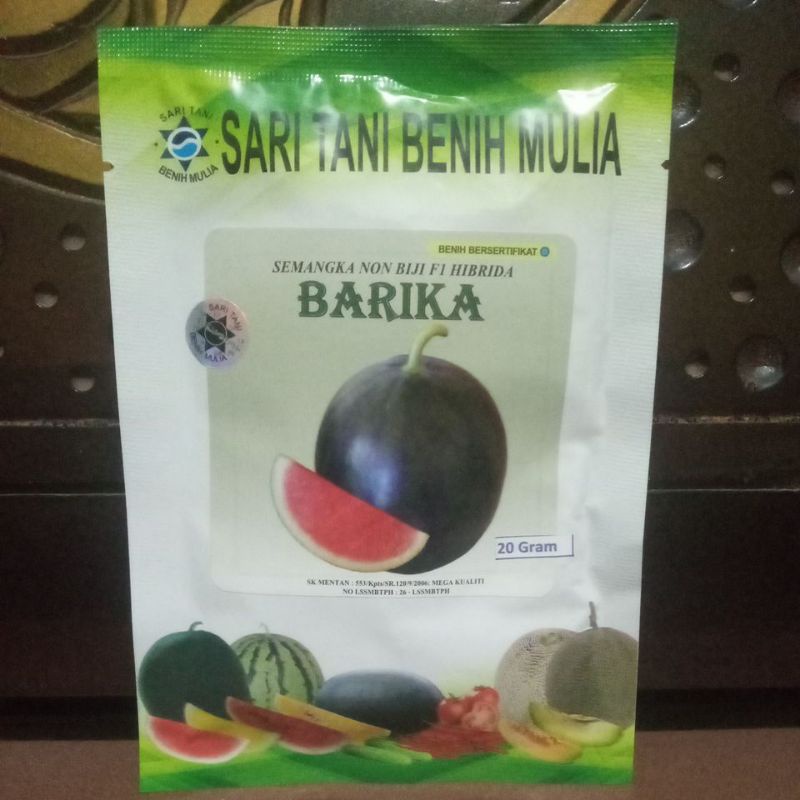 SARI TANI
BENIH MULIA
SARI TANI BENIH MULIA
BENIH BERSERTIFIKAT
SEMANGKA NON BIJI F1 HIBRIDA
BARIKA
SARI TANI
BENIH MULIA
20 Gram
SK MENTAN : 553/Kpts/SR.120/9/2006: MEGA KUALITI
NO LSSMBTPH : 26 - LSSMBTPH